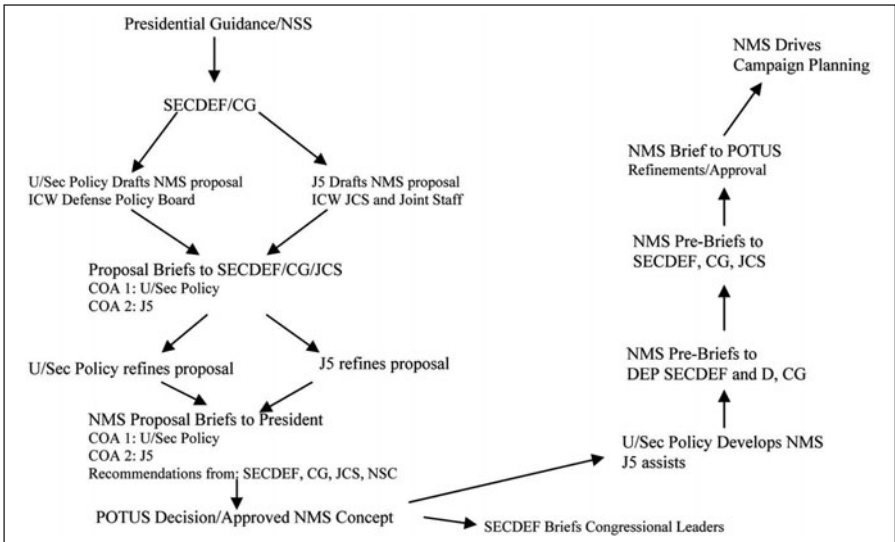 Presidential Guidance/NSS
SECDEF/CG
U/Sec Policy Drafts NMS proposal
ICW Defense Policy Board
J5 Drafts NMS proposal
ICW JCS and Joint Staff
Proposal Briefs to SECDEF/CG/JCS
COA 1: U/Sec Policy
COA 2: J5
U/Sec Policy refines proposal
J5 refines proposal
NMS Proposal Briefs to President
COA 1: U/Sec Policy
COA 2: J5
Recommendations from: SECDEF, CG, JCS, NSC
POTUS Decision/Approved NMS Concept
SECDEF Briefs Congressional Leaders
U/Sec Policy Develops NMS
J5 assists
NMS Pre-Briefs to
DEP SECDEF and D, CG
NMS Pre-Briefs to
SECDEF, CG, JCS
NMS Brief to POTUS
Refinements/Approval
NMS Drives
Campaign Planning